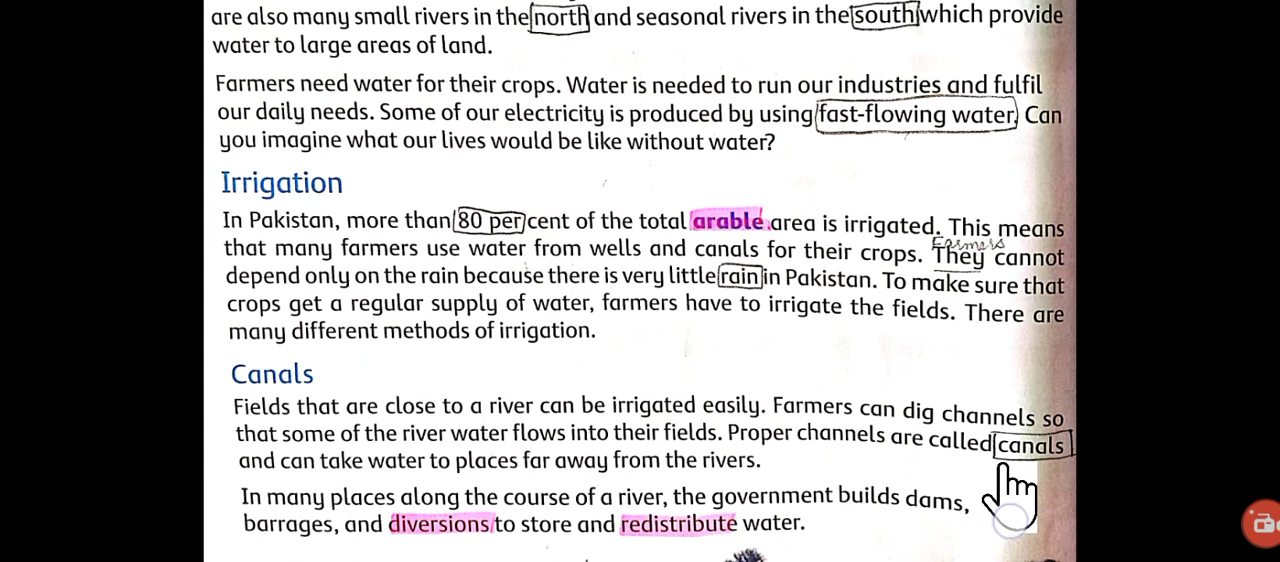 are also many small rivers in the north and seasonal rivers in the south which provide
water to large areas of land.
Farmers need water for their crops. Water is needed to run our industries and fulfil
our daily needs. Some of our electricity is produced by using fast-flowing water. Can
you imagine what our lives would be like without water?
Irrigation
In Pakistan, more than 80 per cent of the total arable area is irrigated. This means
that many farmers use water from wells and canals for their crops. They cannot
Farmers
depend only on the rain because there is very little rain in Pakistan. To make sure that
crops get a regular supply of water, farmers have to irrigate the fields. There are
many different methods of irrigation.
Canals
Fields that are close to a river can be irrigated easily. Farmers can dig channels so
that some of the river water flows into their fields. Proper channels are called canals
and can take water to places far away from the rivers.
In many places along the course of a river, the government builds dams,
barrages, and diversions to store and redistribute water.